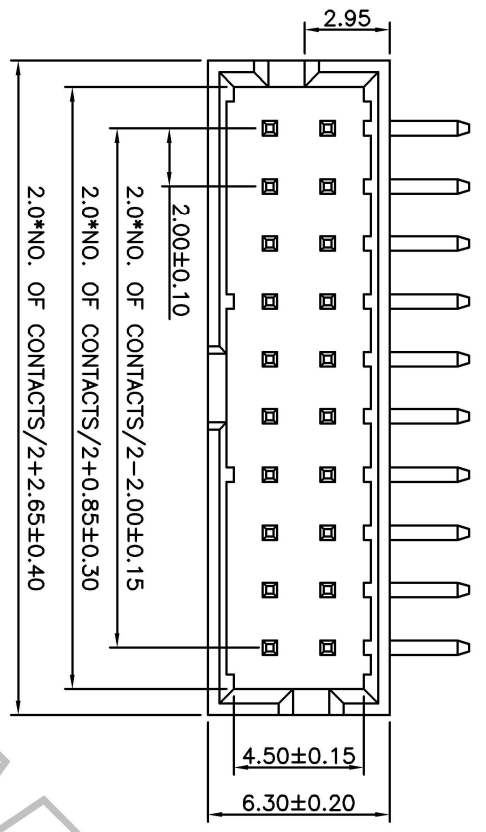 2.95
2.00±0.10
2.0*NO. OF CONTACTS/2-2.00±0.15
2.0*NO. OF CONTACTS/2+0.85±0.30
2.0*NO. OF CONTACTS/2+2.65±0.40
4.50±0.15
6.30±0.20